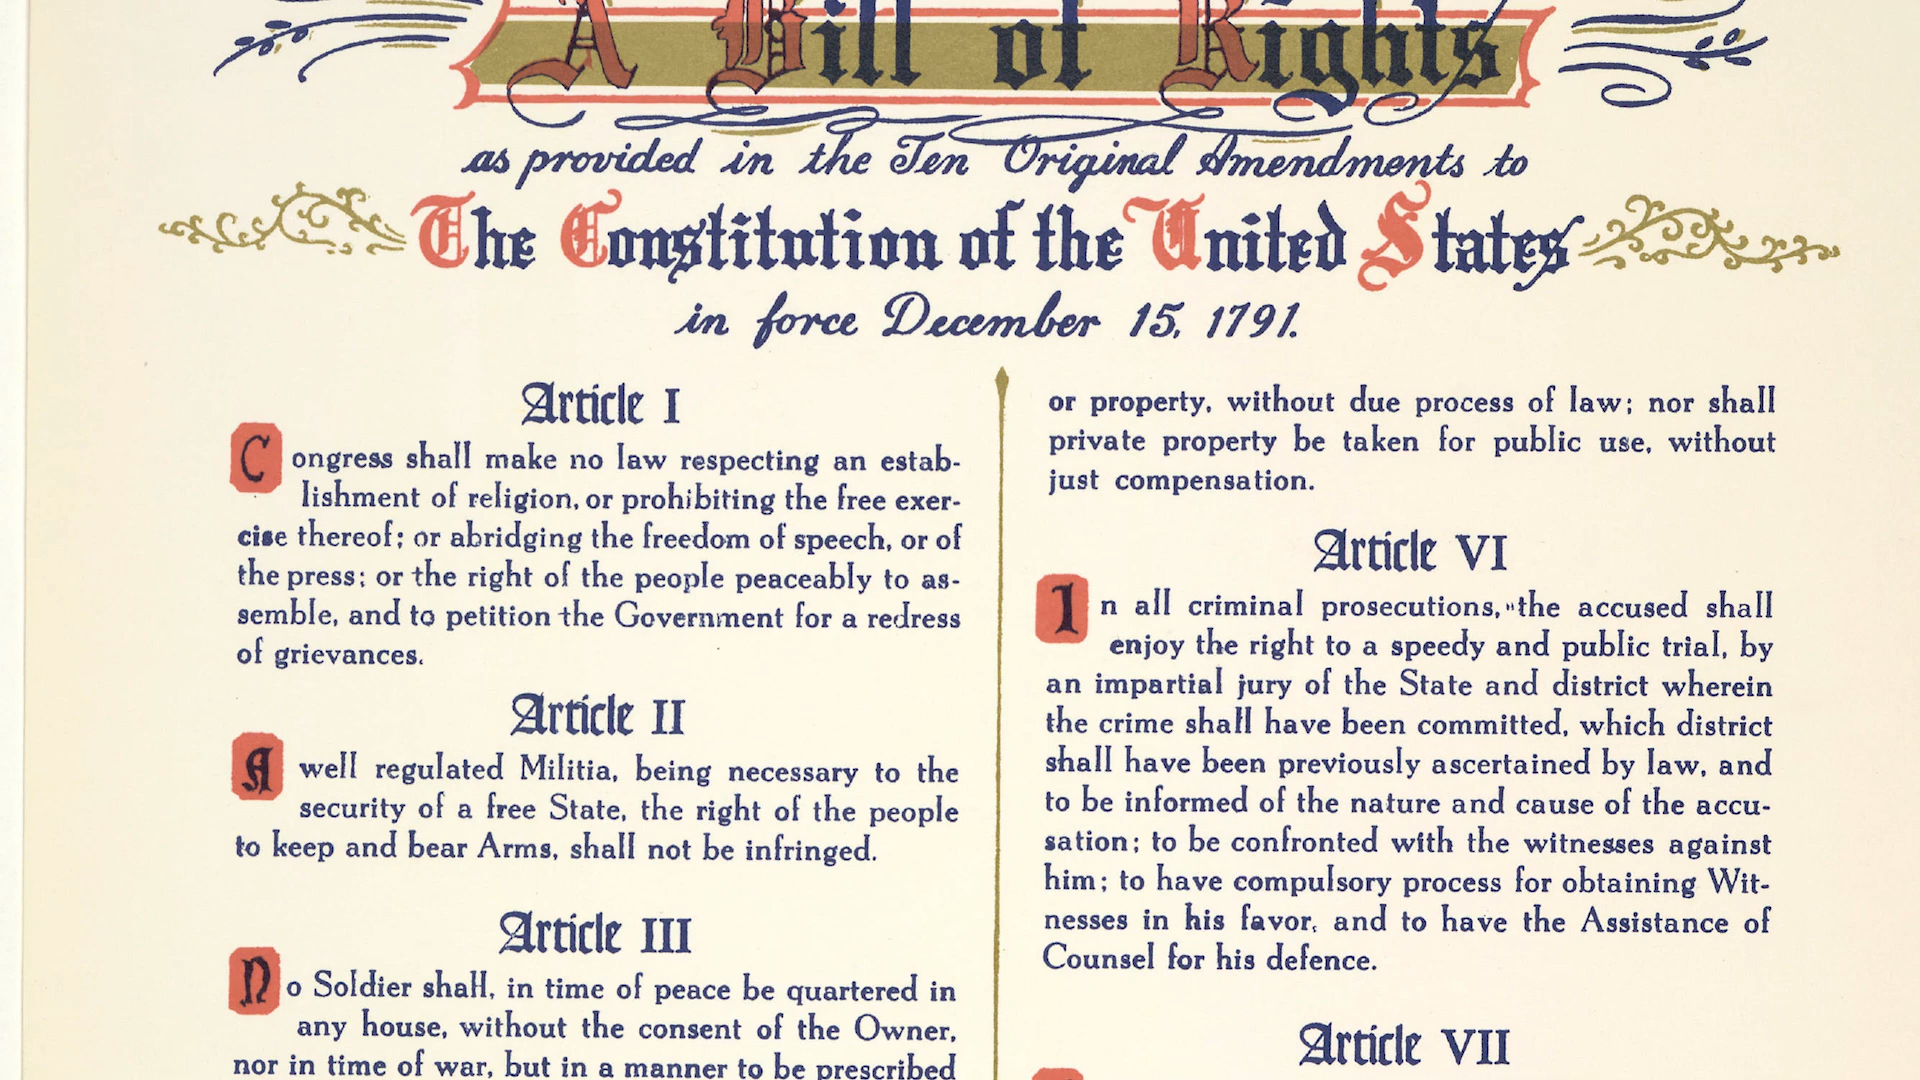 A Bill of Rights
as provided in the Ten Original Amendments to
The Constitution of the United States
in force December 15, 1791.
Article I
Congress shall make no law respecting an estab-
lishment of religion, or prohibiting the free exer-
cise thereof; or abridging the freedom of speech, or of
the press; or the right of the people peaceably to as-
semble, and to petition the Government for a redress
of grievances.
Article II
A well regulated Militia, being necessary to the
security of a free State, the right of the people
to keep and bear Arms, shall not be infringed.
Article III
No Soldier shall, in time of peace be quartered in
any house, without the consent of the Owner,
nor in time of war, but in a manner to be prescribed
or property, without due process of law; nor shall
private property be taken for public use, without
just compensation.
Article VI
In all criminal prosecutions, the accused shall
enjoy the right to a speedy and public trial, by
an impartial jury of the State and district wherein
the crime shall have been committed, which district
shall have been previously ascertained by law, and
to be informed of the nature and cause of the accu-
sation; to be confronted with the witnesses against
him; to have compulsory process for obtaining Wit-
nesses in his favor, and to have the Assistance of
Counsel for his defence.
Article VII